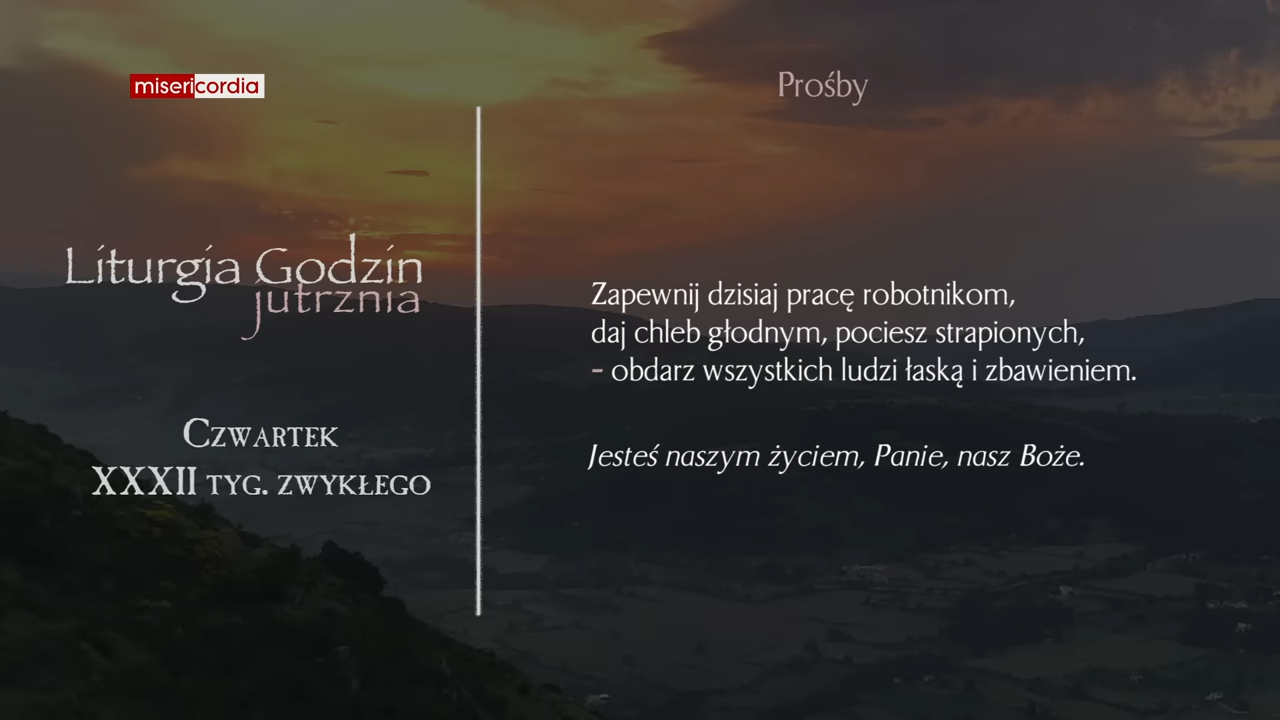 misericordia
Prośby
Liturgia Godzin
jutrznia
Czwartek
XXXII tyg. zwykłego
Zapewnij dzisiaj pracę robotnikom,
daj chleb głodnym, pociesz strapionych,
– obdarz wszystkich ludzi łaską i zbawieniem.
Jesteś naszym życiem, Panie, nasz Boże.